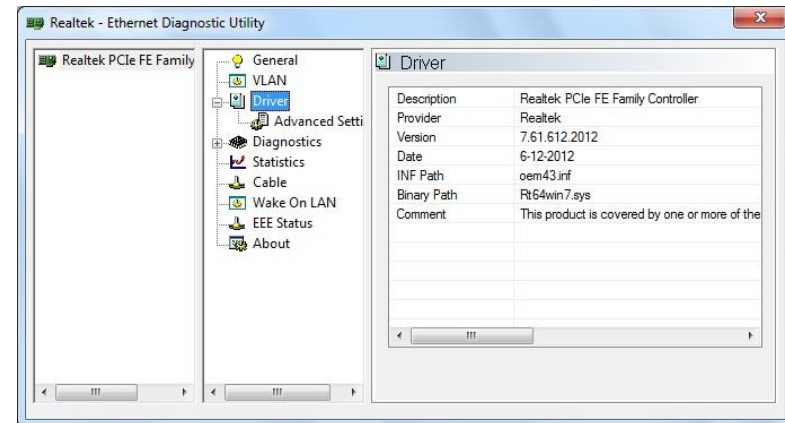 Realtek - Ethernet Diagnostic Utility
Realtek PCIe FE Family
General
VLAN
Driver
Advanced Setti
Diagnostics
Statistics
Cable
Wake On LAN
EEE Status
About
Driver
Description Realtek PCIe FE Family Controller
Provider Realtek
Version 7.61.612.2012
Date 6-12-2012
INF Path oem43.inf
Binary Path Rt64win7.sys
Comment This product is covered by one or more of the